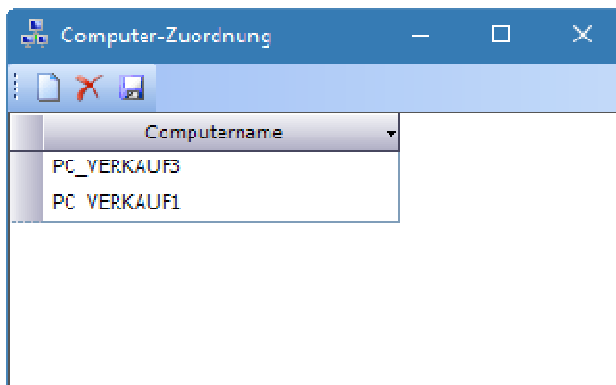 Computer-Zuordnung
Computername
PC_VERKAUF3
PC_VERKAUF1